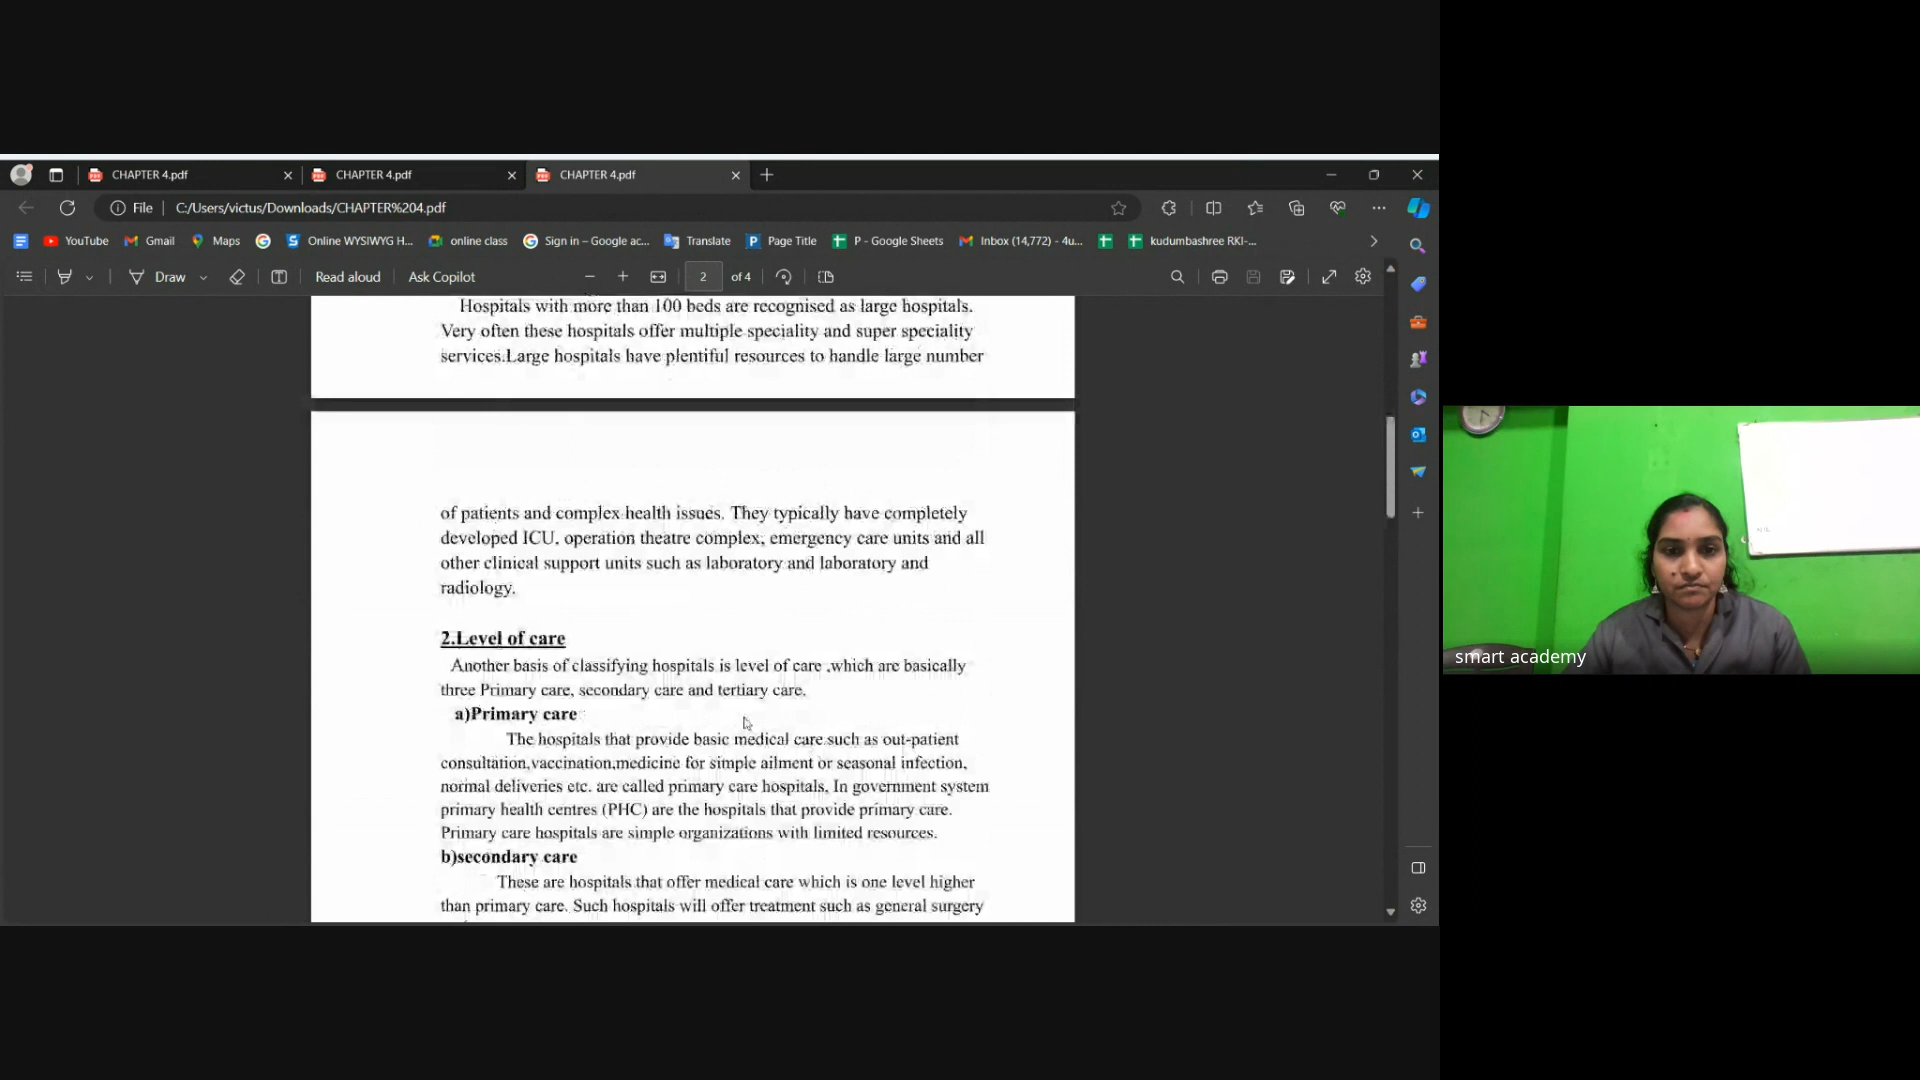 CHAPTER 4.pdf
CHAPTER 4.pdf
CHAPTER 4.pdf
File
C:/Users/victus/Downloads/CHAPTER%204.pdf
YouTube
Gmail
Maps
Online WYSIWYG H...
online class
Sign in – Google ac...
Translate
Page Title
P - Google Sheets
Inbox (14,772) - 4u...
kudumbashree RKI-...
Draw
Read aloud
Ask Copilot
2 of 4
Hospitals with more than 100 beds are recognised as large hospitals.
Very often these hospitals offer multiple speciality and super speciality
services.Large hospitals have plentiful resources to handle large number
of patients and complex health issues. They typically have completely
developed ICU, operation theatre complex, emergency care units and all
other clinical support units such as laboratory and laboratory and
radiology.
2.Level of care
Another basis of classifying hospitals is level of care ,which are basically
three Primary care, secondary care and tertiary care.
a)Primary care
The hospitals that provide basic medical care such as out-patient
consultation,vaccination,medicine for simple ailment or seasonal infection,
normal deliveries etc. are called primary care hospitals. In government system
primary health centres (PHC) are the hospitals that provide primary care.
Primary care hospitals are simple organizations with limited resources.
b)secondary care
These are hospitals that offer medical care which is one level higher
than primary care. Such hospitals will offer treatment such as general surgery
smart academy